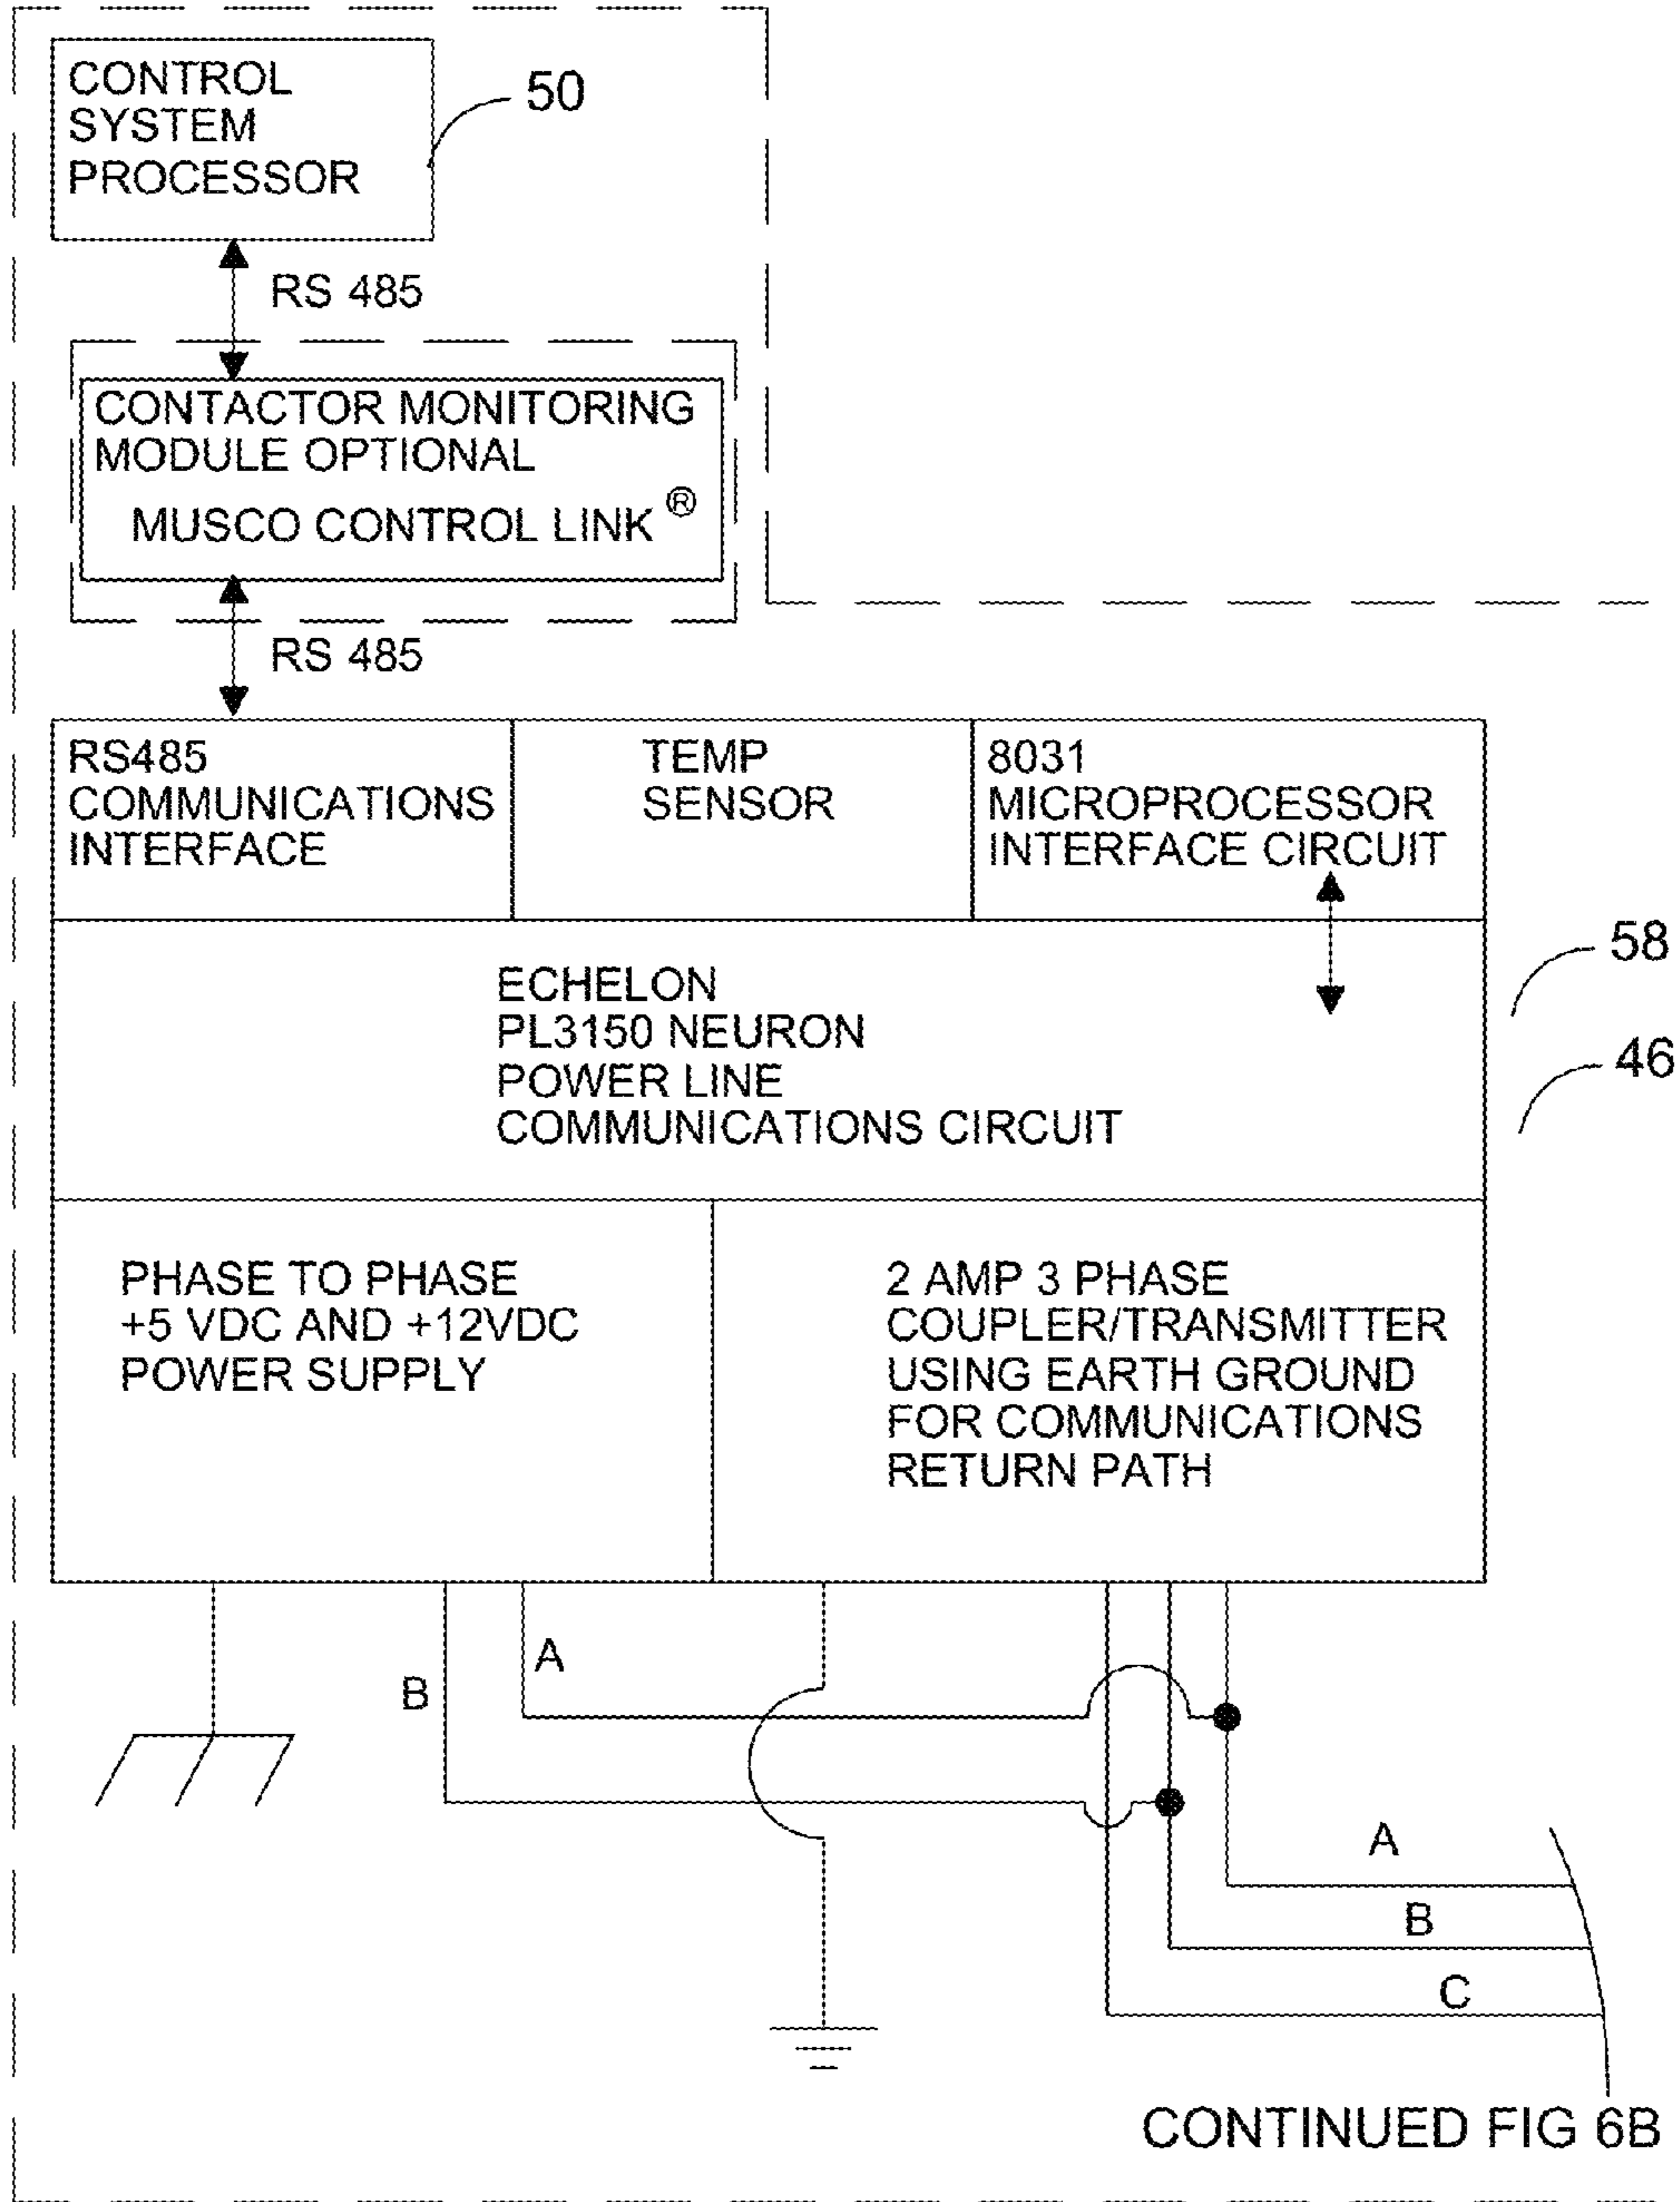 CONTROL
SYSTEM
PROCESSOR
50
RS 485
CONTACTOR MONITORING
MODULE OPTIONAL
MUSCO CONTROL LINK ®
RS 485
RS485
COMMUNICATIONS
INTERFACE
TEMP
SENSOR
8031
MICROPROCESSOR
INTERFACE CIRCUIT
58
46
ECHELON
PL3150 NEURON
POWER LINE
COMMUNICATIONS CIRCUIT
PHASE TO PHASE
+5 VDC AND +12VDC
POWER SUPPLY
2 AMP 3 PHASE
COUPLER/TRANSMITTER
USING EARTH GROUND
FOR COMMUNICATIONS
RETURN PATH
A
B
A
B
C
CONTINUED FIG 6B